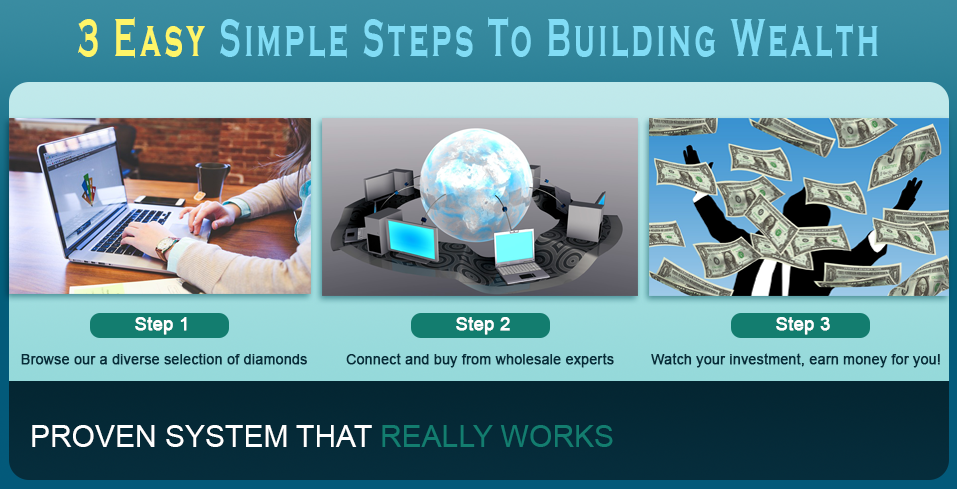 3 Easy Simple Steps To Building Wealth
Step 1
Browse our a diverse selection of diamonds
Step 2
Connect and buy from wholesale experts
Step 3
Watch your investment, earn money for you!
PROVEN SYSTEM THAT REALLY WORKS